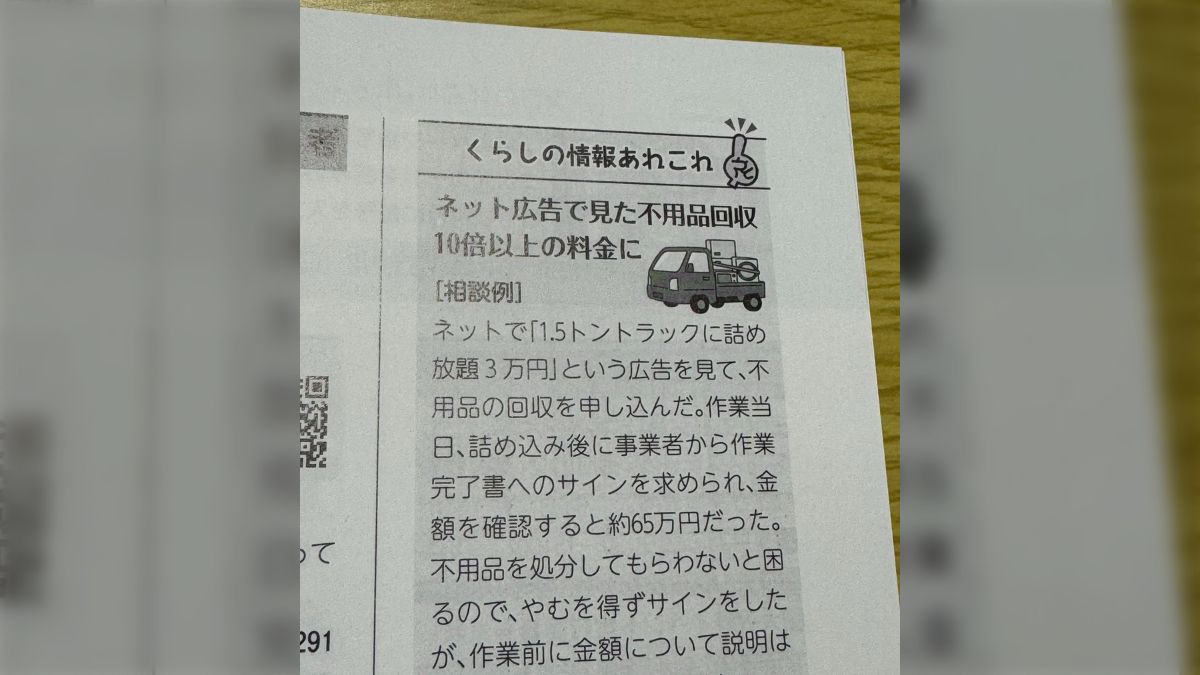 者
くらしの情報あれこれ
ネット広告で見た不用品回収
10倍以上の料金に
［相談例］
ネットで「1.5トントラックに詰め
放題３万円」という広告を見て、不
用品の回収を申し込んだ。作業当
日、詰め込み後に事業者から作業
完了書へのサインを求められ、金
額を確認すると約65万円だった。
不用品を処分してもらわないと困
るので、やむを得ずサインをした
が、作業前に金額について説明は
って
291